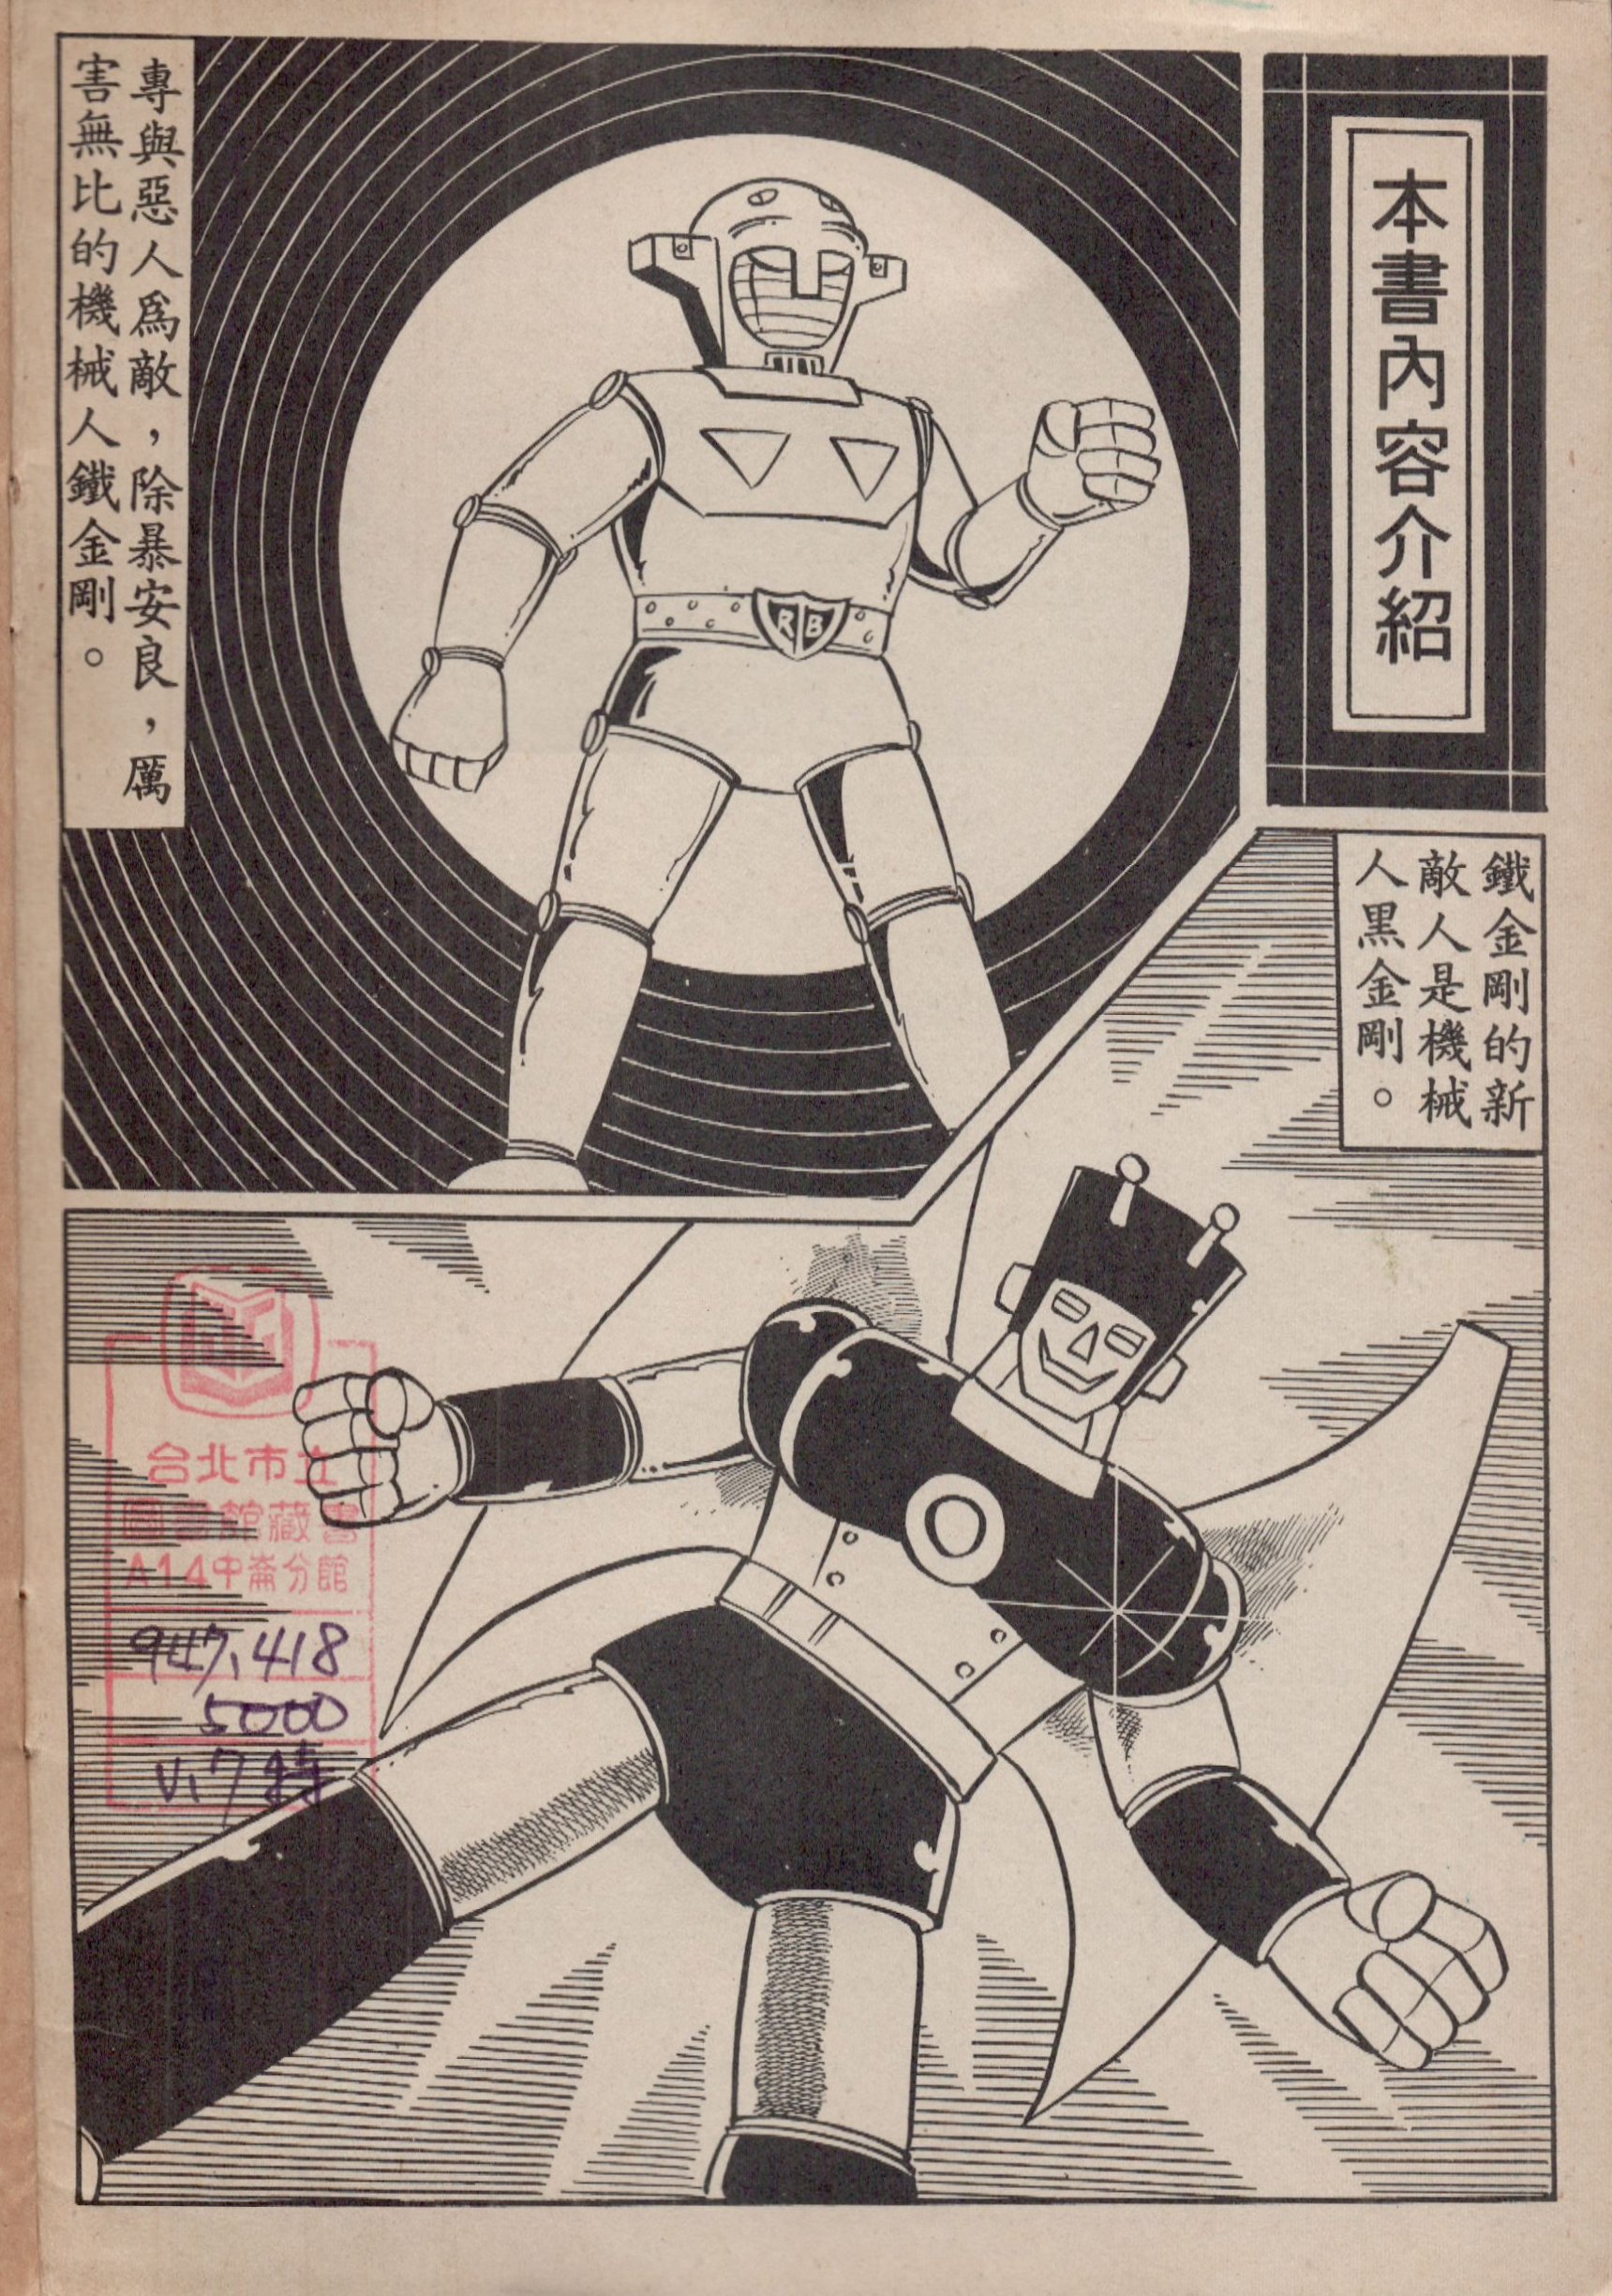 本書內容介紹
專與惡人為敵，除暴安良，厲
害無比的機械人鐵金剛。
RB
鐵金剛的新
敵人是機械
人黑金剛。
台北市立
圖書館藏書
A14中崙分館
947.418
5000
V.7 特